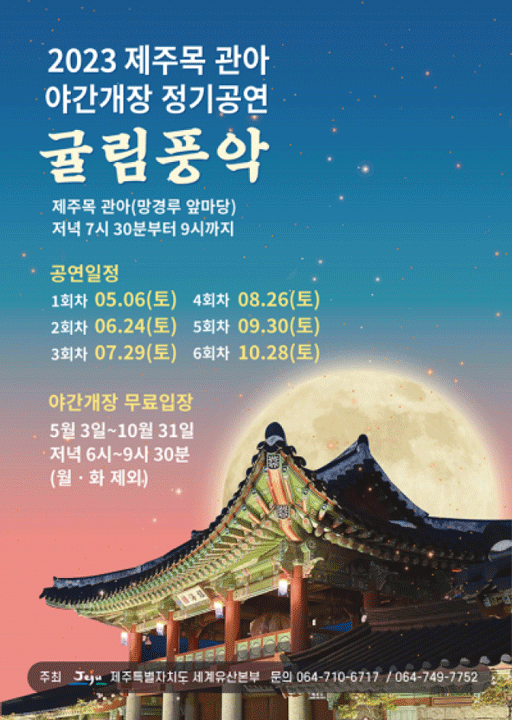 2023 제주목 관아
야간개장 정기공연
귤림풍악
제주목 관아(망경루 앞마당)
저녁 7시 30분부터 9시까지
공연일정
1회차 05.06(토) 4회차 08.26(토)
2회차 06.24(토) 5회차 09.30(토)
3회차 07.29(토) 6회차 10.28(토)
야간개장 무료입장
5월 3일~10월 31일
저녁 6시~9시 30분
(월 · 화 제외)
주최 Jeju 제주특별자치도 세계유산본부 문의 064-710-6717 / 064-749-7752